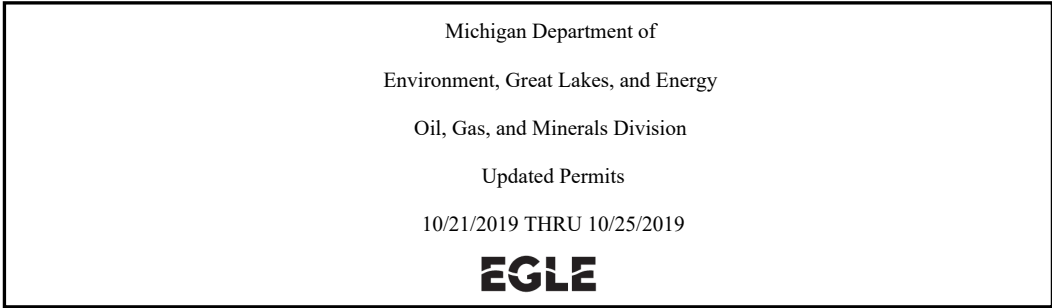 Michigan Department of
Environment, Great Lakes, and Energy
Oil, Gas, and Minerals Division
Updated Permits
10/21/2019 THRU 10/25/2019
EGLE